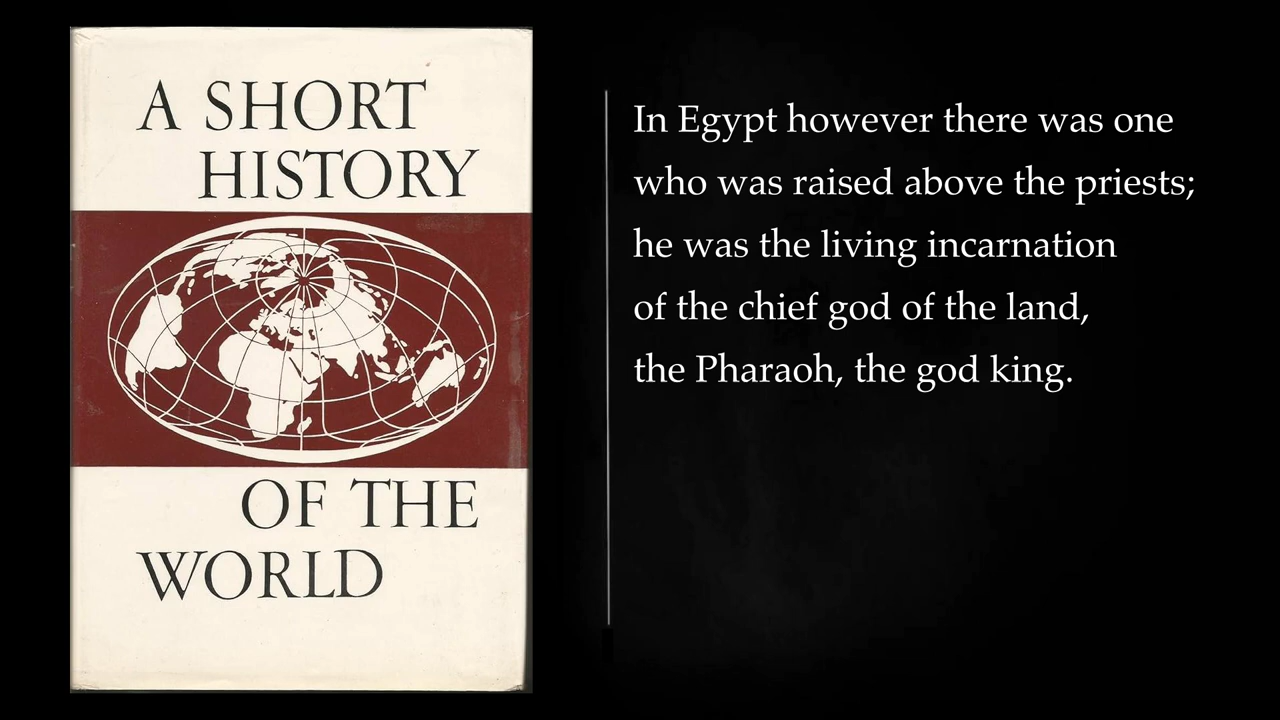 A SHORT
HISTORY
OF THE
WORLD
In Egypt however there was one
who was raised above the priests;
he was the living incarnation
of the chief god of the land,
the Pharaoh, the god king.